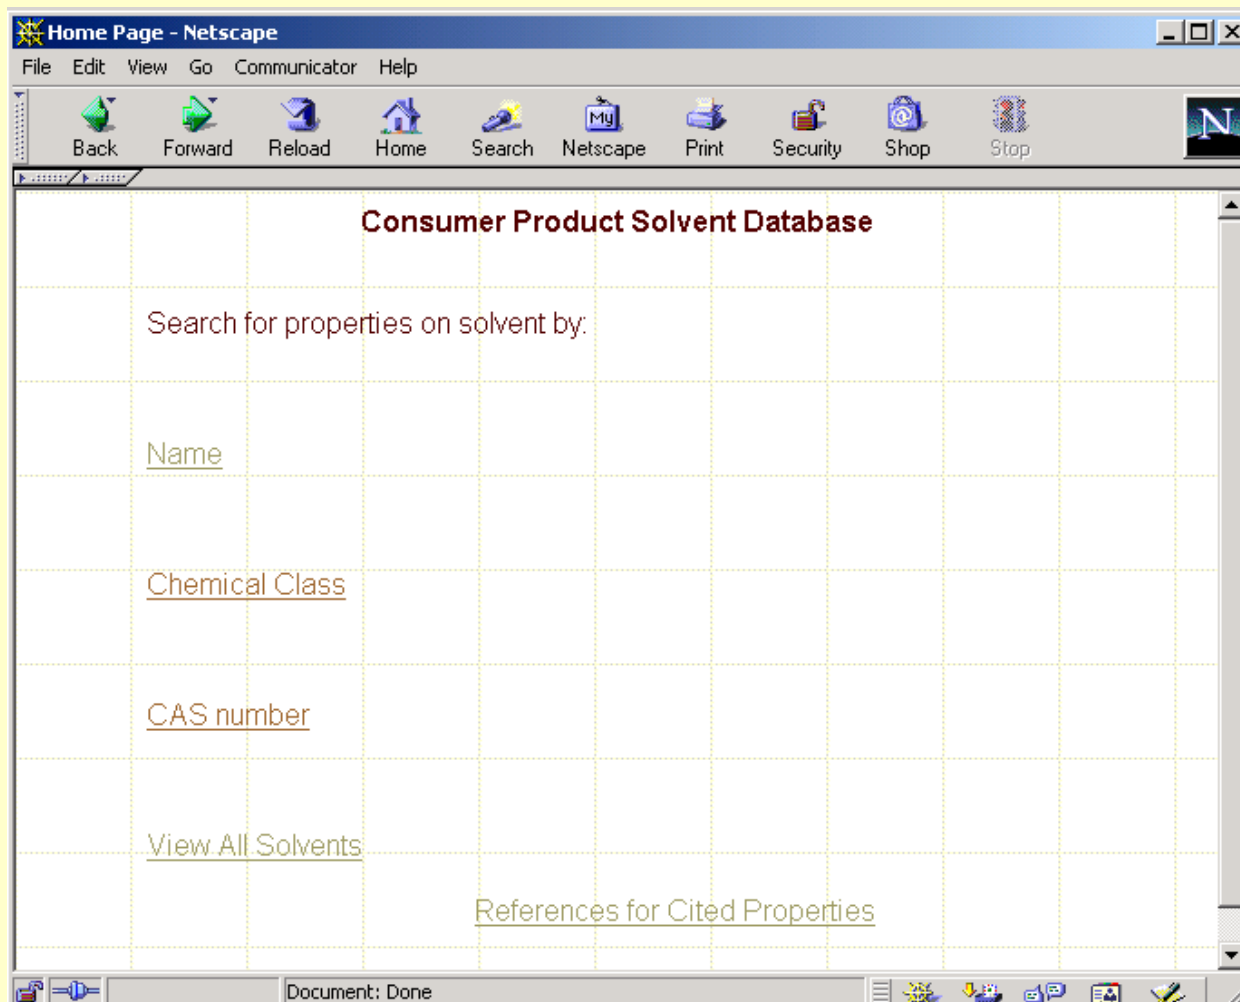 Home Page - Netscape
File Edit View Go Communicator Help
My N
Back Forward Reload Home Search Netscape Print Security Shop Stop
Consumer Product Solvent Database
Search for properties on solvent by:
Name
Chemical Class
CAS number
View All Solvents
References for Cited Properties
Document: Done